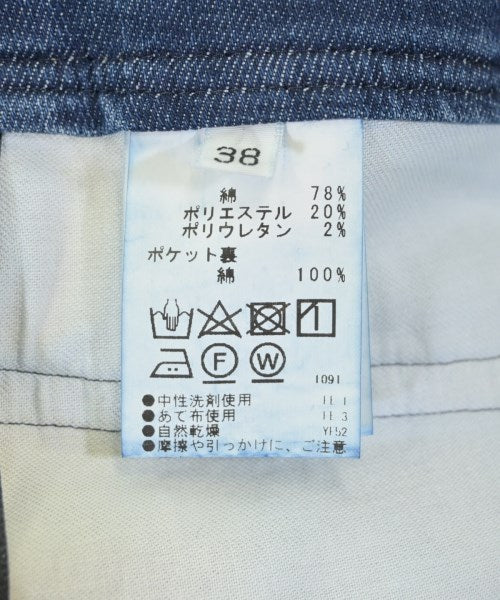 38
綿 78%
ポリエステル 20%
ポリウレタン 2%
ポケット裏
綿 100%
F W
1091
●中性洗剤使用
●あて布使用
●自然乾燥 YF52
●摩擦や引っかけに、ご注意